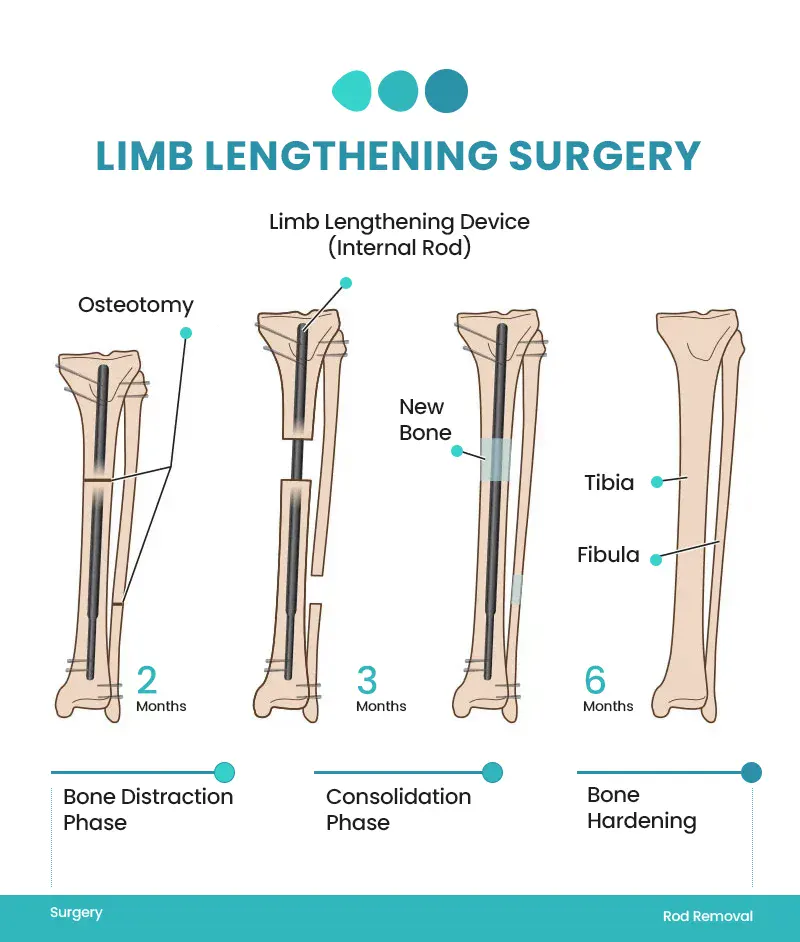 LIMB LENGTHENING SURGERY
Limb Lengthening Device
(Internal Rod)
Osteotomy
New
Bone
Tibia
Fibula
2
Months
3
Months
6
Months
Bone Distraction
Phase
Consolidation
Phase
Bone
Hardening
Surgery
Rod Removal